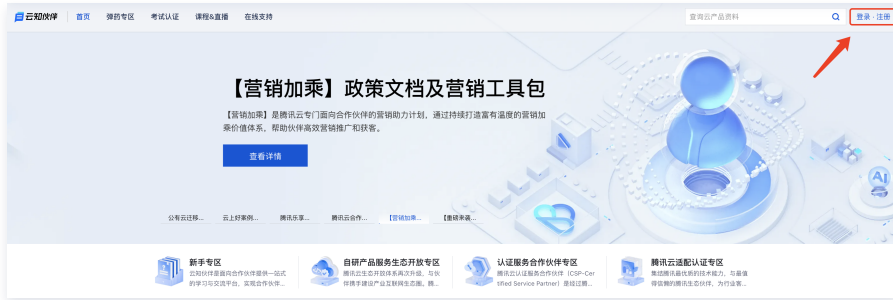 云知伙伴 首页 弹药专区 考试认证 课程&直播 在线支持 查询云产品资料 登录 · 注册
【营销加乘】政策文档及营销工具包
【营销加乘】是腾讯云专门面向合作伙伴的营销助力计划，通过持续打造富有温度的营销加
乘价值体系，帮助伙伴高效营销推广和获客。
查看详情
AI
公有云迁移... 云上好案例... 腾讯乐享... 腾讯云合作... 【营销加乘... 【重磅来袭...
新手专区 自研产品服务生态开放专区 认证服务合作伙伴专区 腾讯云适配认证专区
云知伙伴是面向合作伙伴提供一站式 腾讯云生态开放体系再次升级，与伙 腾讯云认证服务合作伙伴（CSP-Cer 集结腾讯最优质的技术能力，与最值
的学习与交流平台，实现合作伙伴... 伴携手建设产业互联网生态圈。腾... tified Service Partner）是经过腾... 得信赖的腾讯生态伙伴，为行业客...